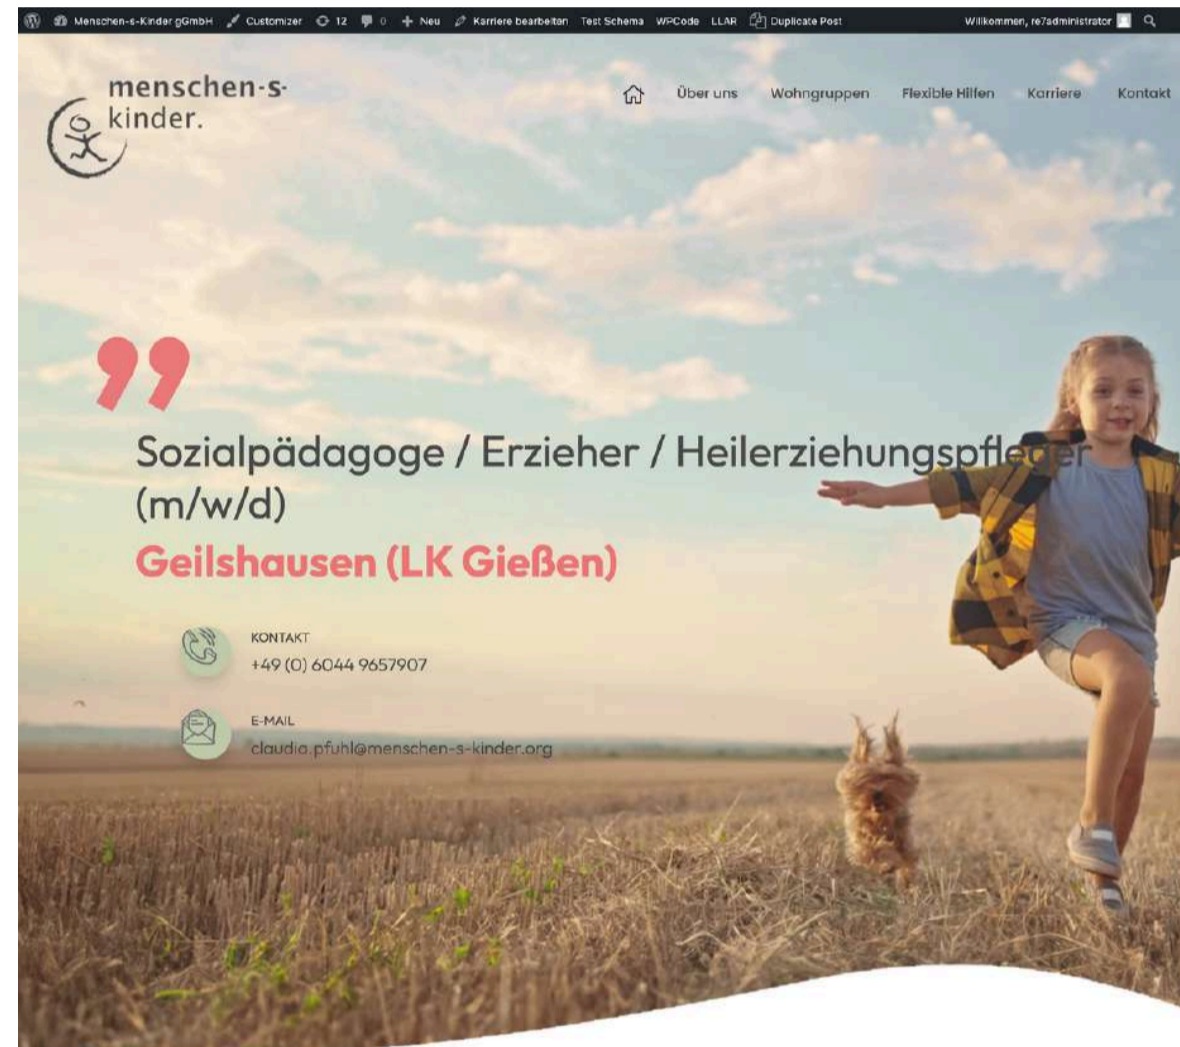 Menschen-s-Kinder gGmbH Customizer 12 0 + Neu Karriere bearbeiten Test Schema WPCode LLAR Duplicate Post Willkommen, re7administrator
menschen-s-
kinder.
Über uns Wohngruppen Flexible Hilfen Karriere Kontakt
”
Sozialpädagoge / Erzieher / Heilerziehungspfleger
(m/w/d)
Geilshausen (LK Gießen)
KONTAKT
+49 (0) 6044 9657907
E-MAIL
claudia.pfuhl@menschen-s-kinder.org